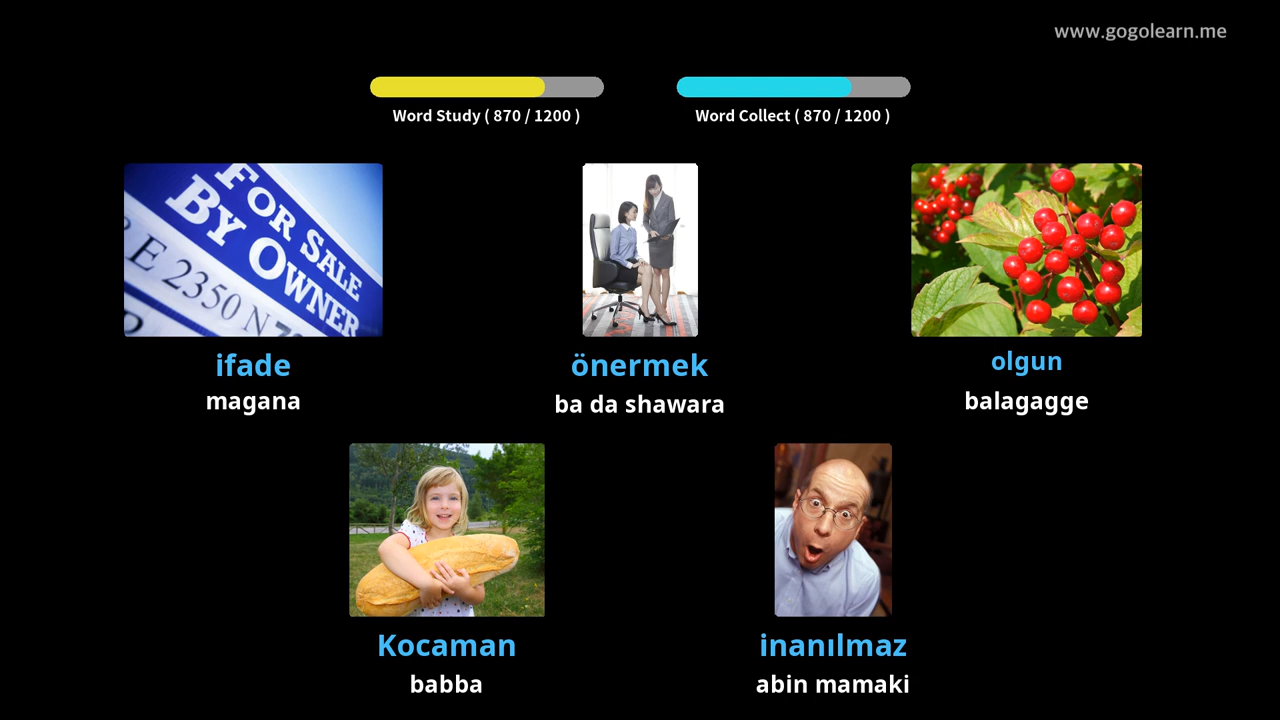 www.gogolearn.me
Word Study ( 870 / 1200 )
Word Collect ( 870 / 1200 )
FOR SALE
BY OWNER
E 2350 N
ifade
magana
önermek
ba da shawara
olgun
balagagge
Kocaman
babba
inanılmaz
abin mamaki